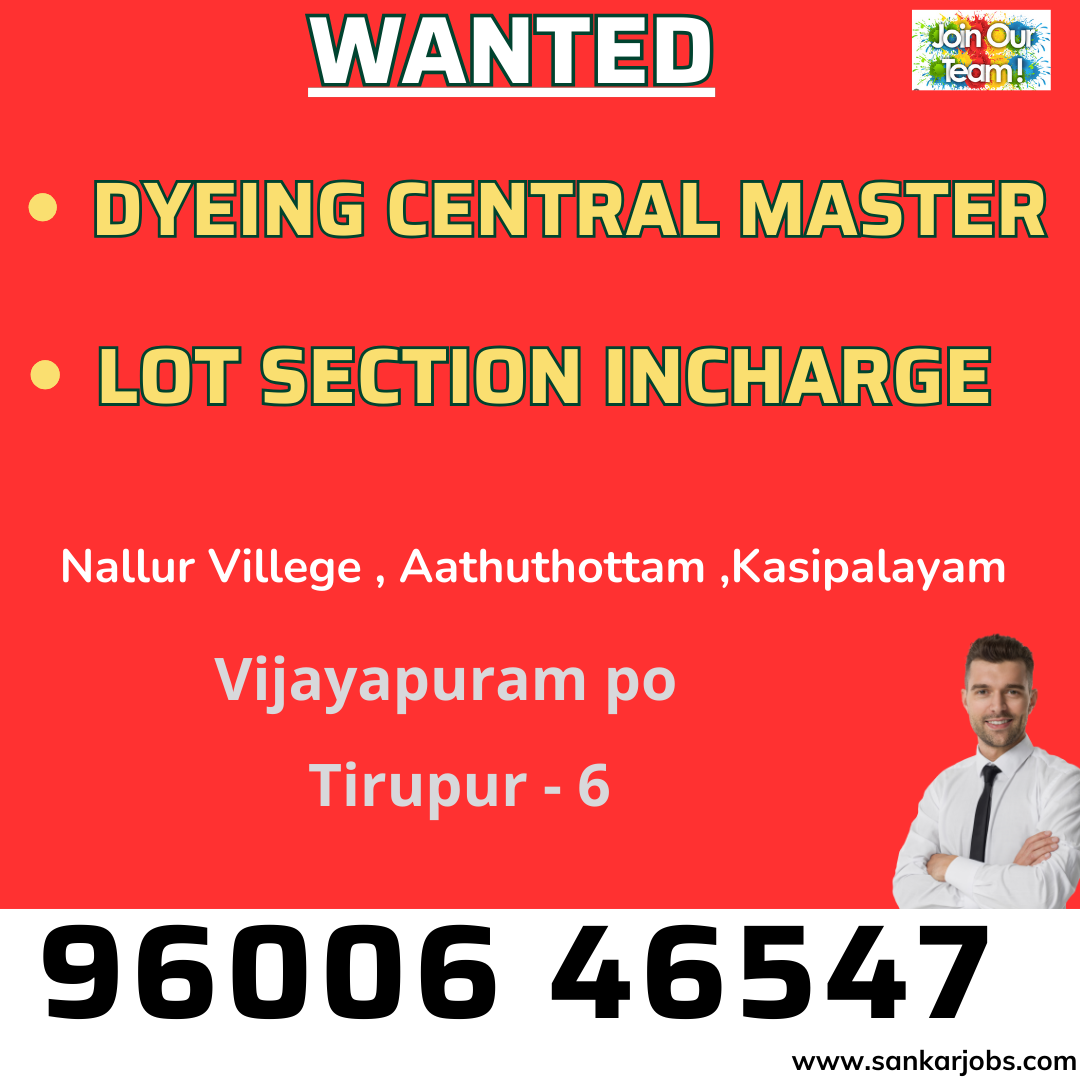 WANTED
Join Our
Team!
• DYEING CENTRAL MASTER
• LOT SECTION INCHARGE
Nallur Villege , Aathuthottam ,Kasipalayam
Vijayapuram po
Tirupur - 6
96006 46547
www.sankarjobs.com